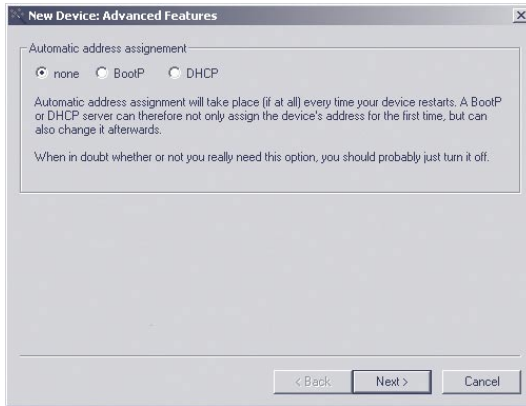 New Device: Advanced Features
Automatic address assignement
none BootP DHCP
Automatic address assignment will take place (if at all) every time your device restarts. A BootP
or DHCP server can therefore not only assign the device's address for the first time, but can
also change it afterwards.
When in doubt whether or not you really need this option, you should probably just turn it off.
< Back Next > Cancel